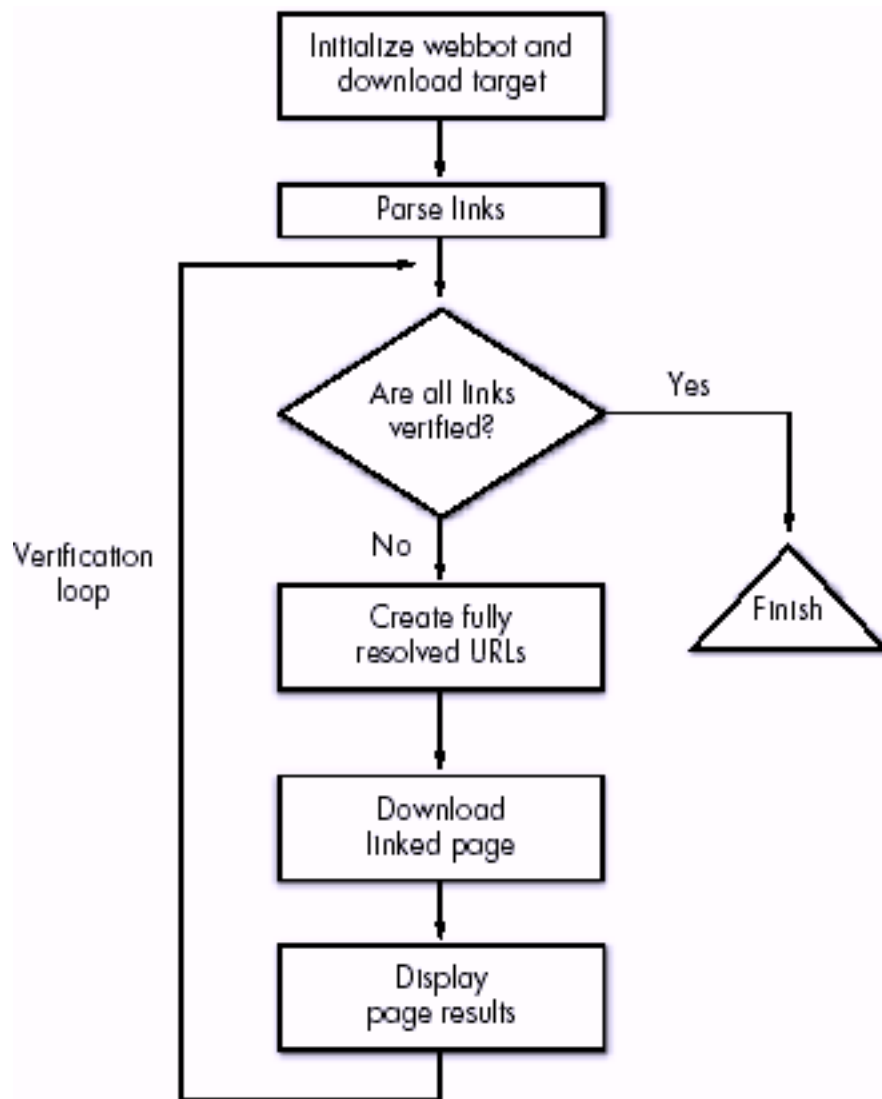 Initialize webbot and
download target
Parse links
Are all links
verified?
Yes
No
Verification
loop
Create fully
resolved URLs
Finish
Download
linked page
Display
page results